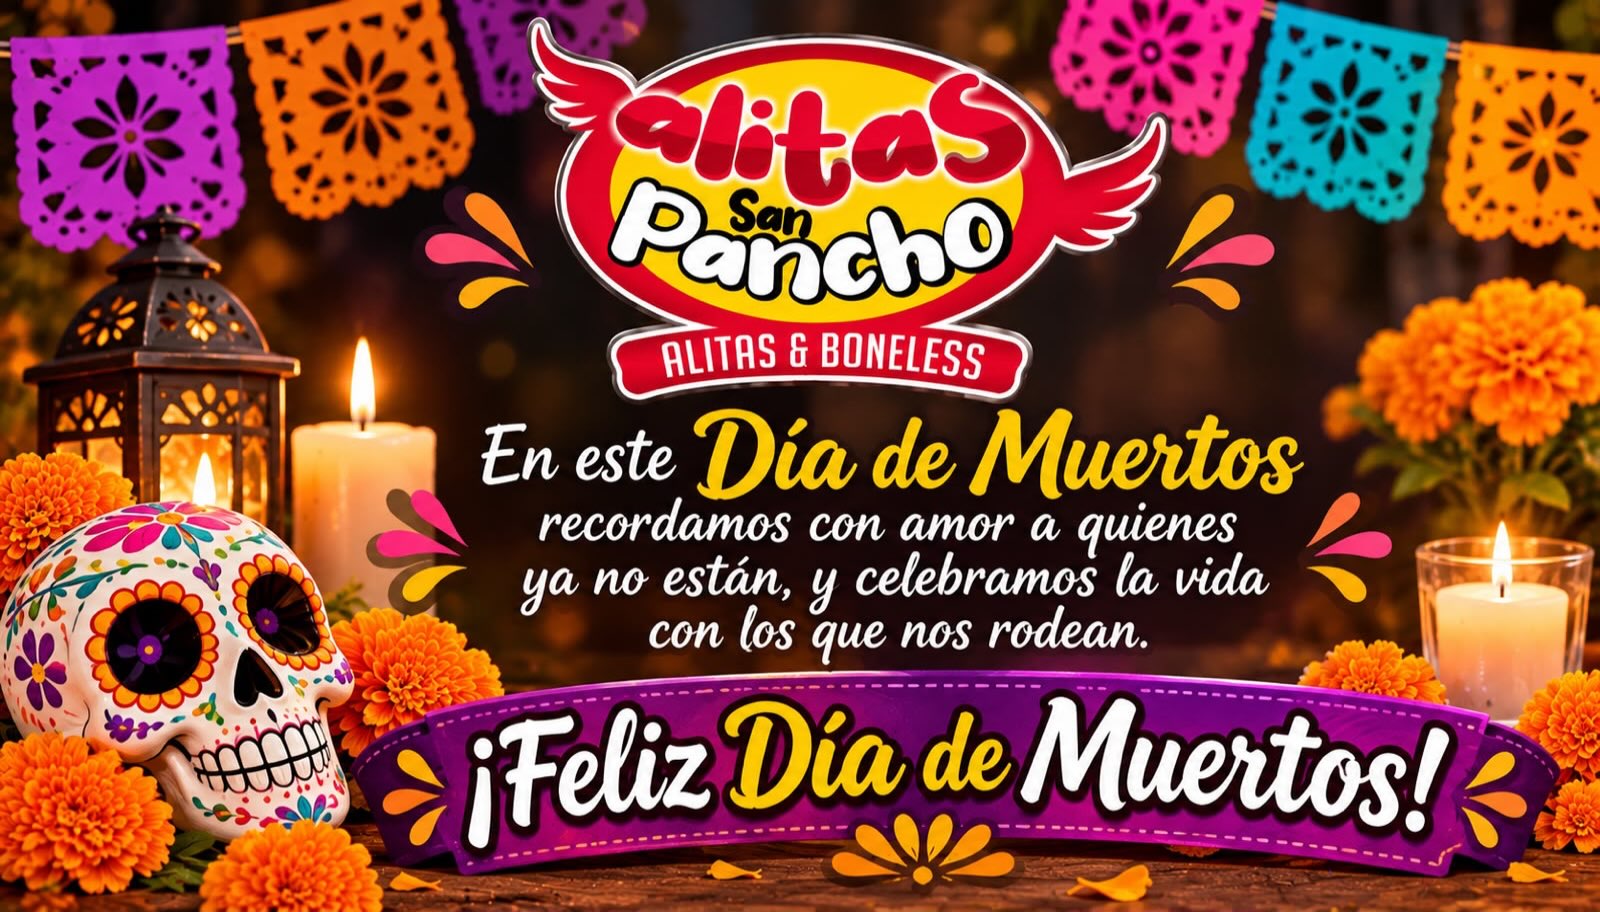 alitas
San
Pancho
ALITAS & BONELESS
En este Día de Muertos
recordamos con amor a quienes
ya no están, y celebramos la vida
con los que nos rodean.
¡Feliz Día de Muertos!